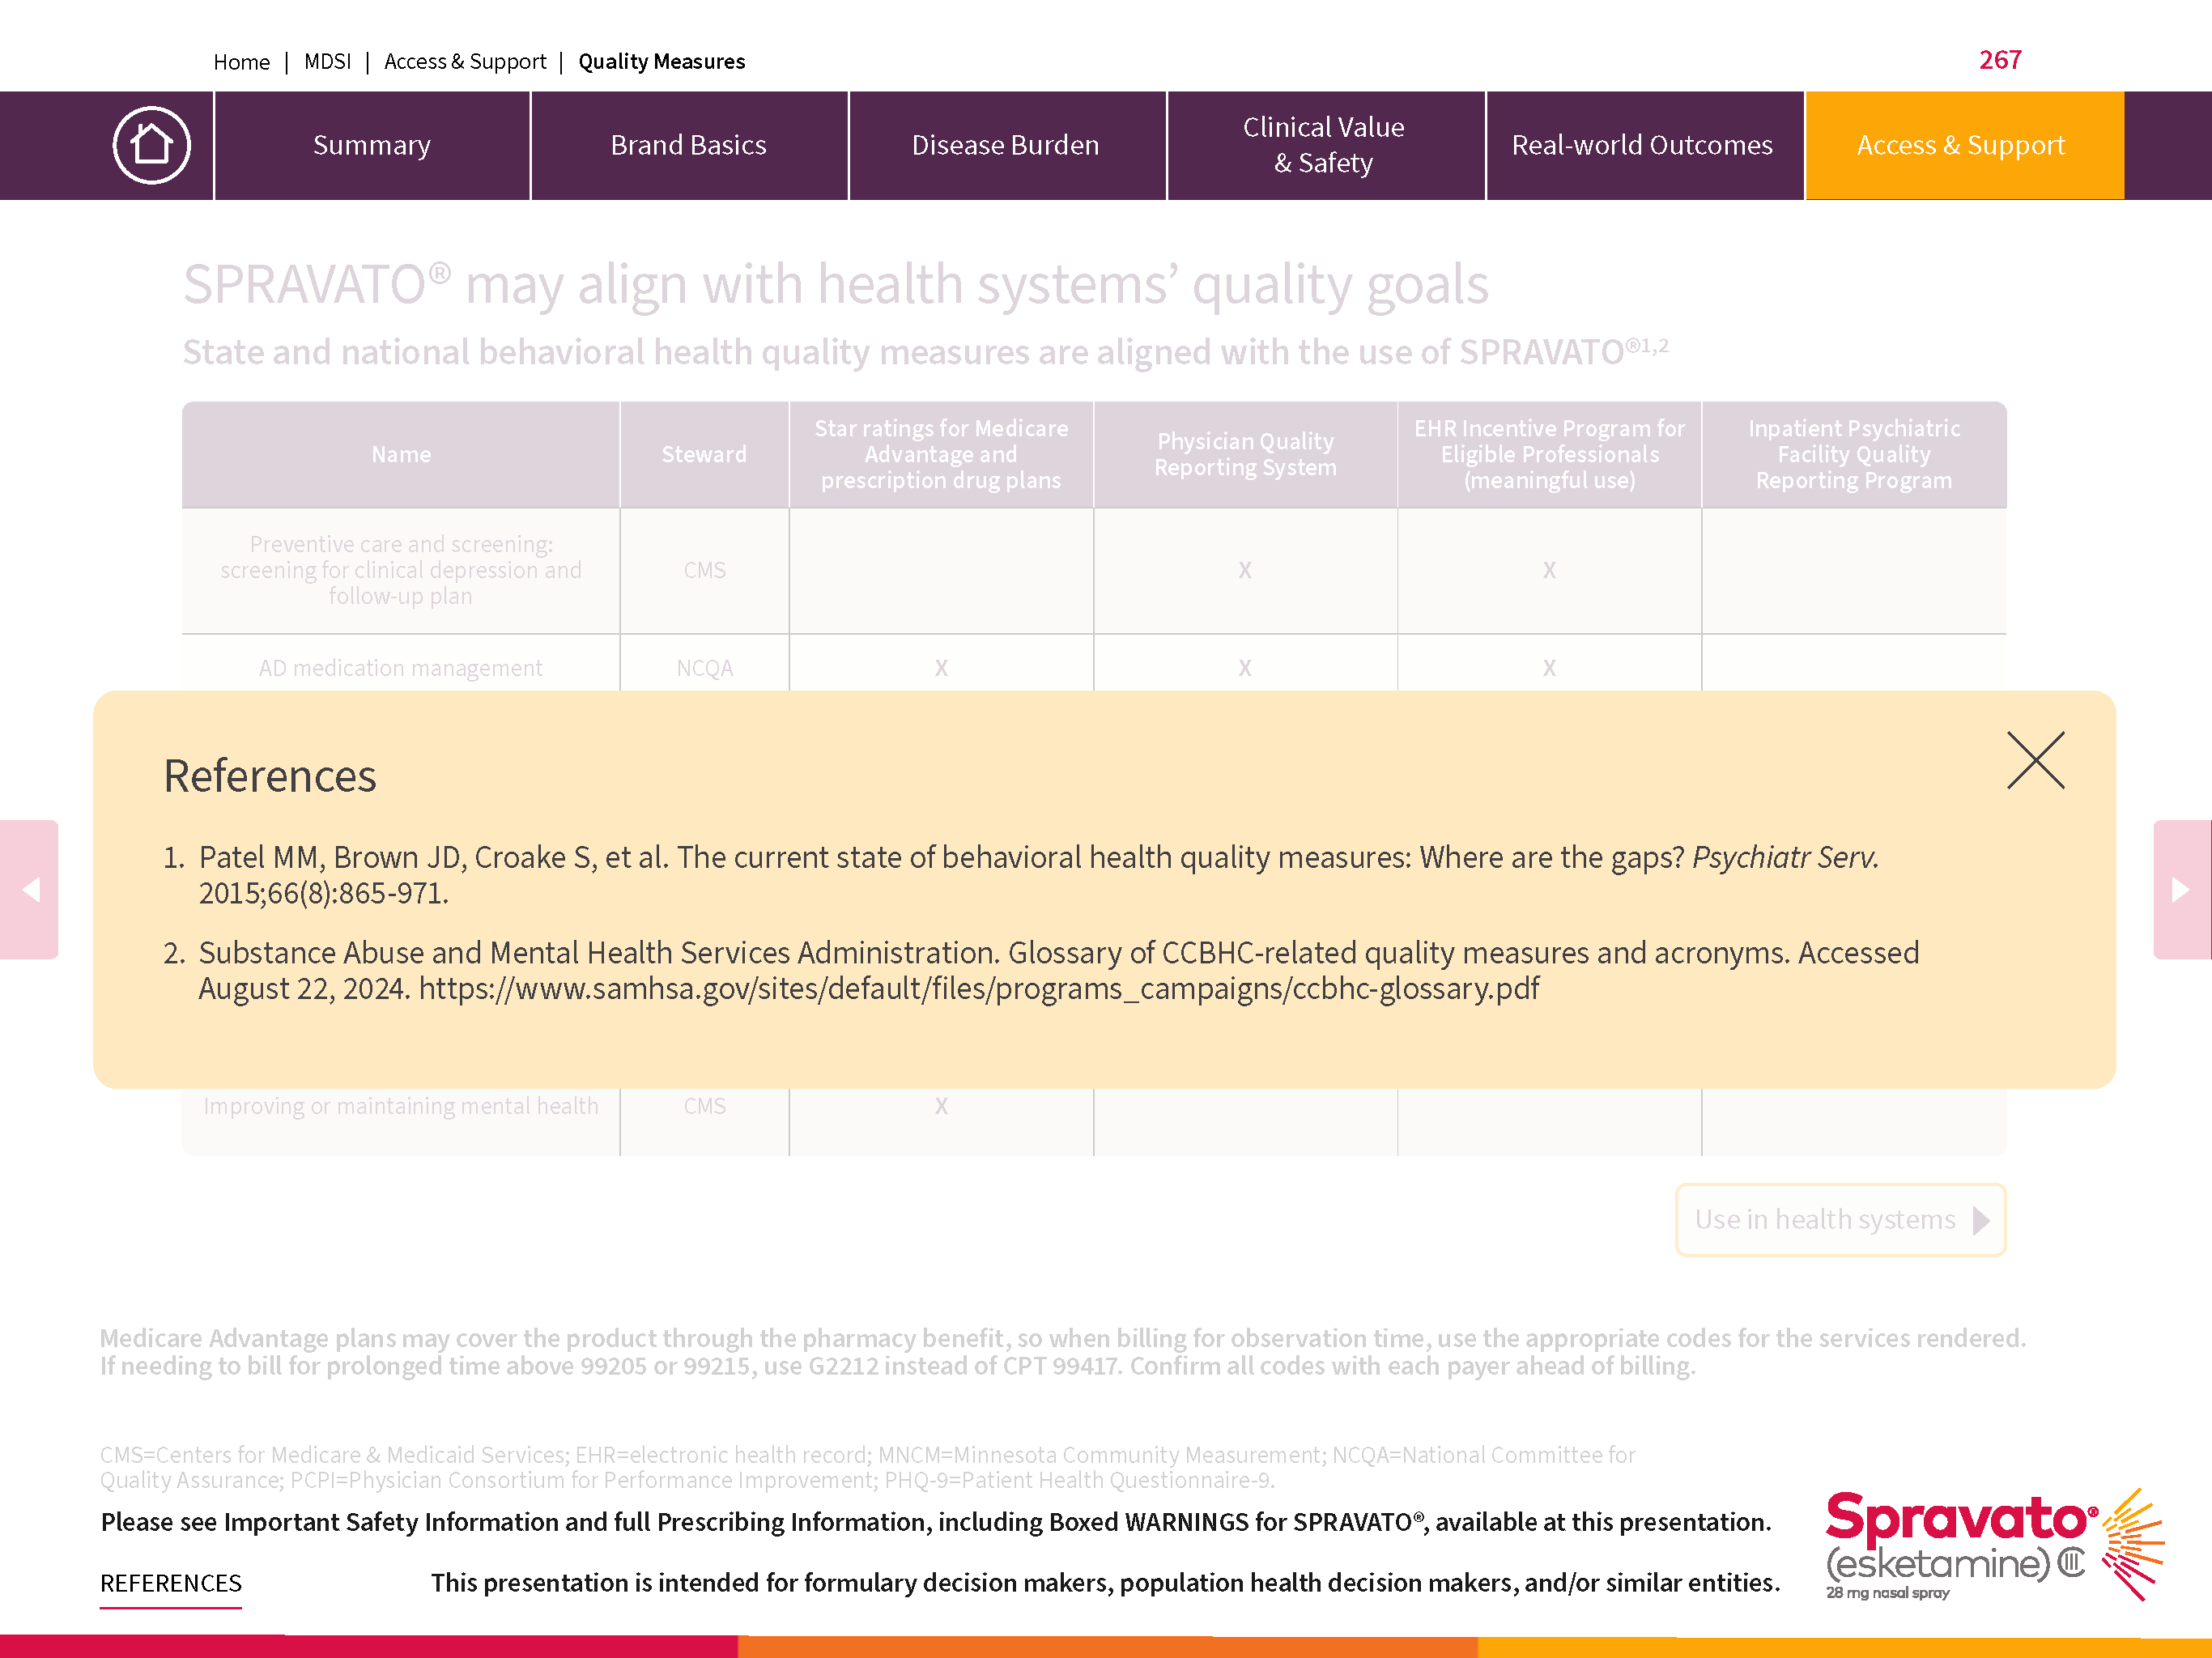 Home | MDSI | Access & Support | Quality Measures
267
Summary
Brand Basics
Disease Burden
Clinical Value
& Safety
Real-world Outcomes
Access & Support
SPRAVATO® may align with health systems’ quality goals
State and national behavioral health quality measures are aligned with the use of SPRAVATO®1,2
Name
Steward
Star ratings for Medicare
Advantage and
prescription drug plans
Physician Quality
Reporting System
EHR Incentive Program for
Eligible Professionals
(meaningful use)
Inpatient Psychiatric
Facility Quality
Reporting Program
Preventive care and screening:
screening for clinical depression and
follow-up plan
CMS
X
X
AD medication management
NCQA
X
X
X
References
1. Patel MM, Brown JD, Croake S, et al. The current state of behavioral health quality measures: Where are the gaps? Psychiatr Serv.
2015;66(8):865-971.
2. Substance Abuse and Mental Health Services Administration. Glossary of CCBHC-related quality measures and acronyms. Accessed
August 22, 2024. https://www.samhsa.gov/sites/default/files/programs_campaigns/ccbhc-glossary.pdf
Improving or maintaining mental health
CMS
X
Use in health systems
Medicare Advantage plans may cover the product through the pharmacy benefit, so when billing for observation time, use the appropriate codes for the services rendered.
If needing to bill for prolonged time above 99205 or 99215, use G2212 instead of CPT 99417. Confirm all codes with each payer ahead of billing.
CMS=Centers for Medicare & Medicaid Services; EHR=electronic health record; MNCM=Minnesota Community Measurement; NCQA=National Committee for
Quality Assurance; PCPI=Physician Consortium for Performance Improvement; PHQ-9=Patient Health Questionnaire-9.
Please see Important Safety Information and full Prescribing Information, including Boxed WARNINGS for SPRAVATO®, available at this presentation.
REFERENCES
This presentation is intended for formulary decision makers, population health decision makers, and/or similar entities.
Spravato®
(esketamine) CIII
28 mg nasal spray